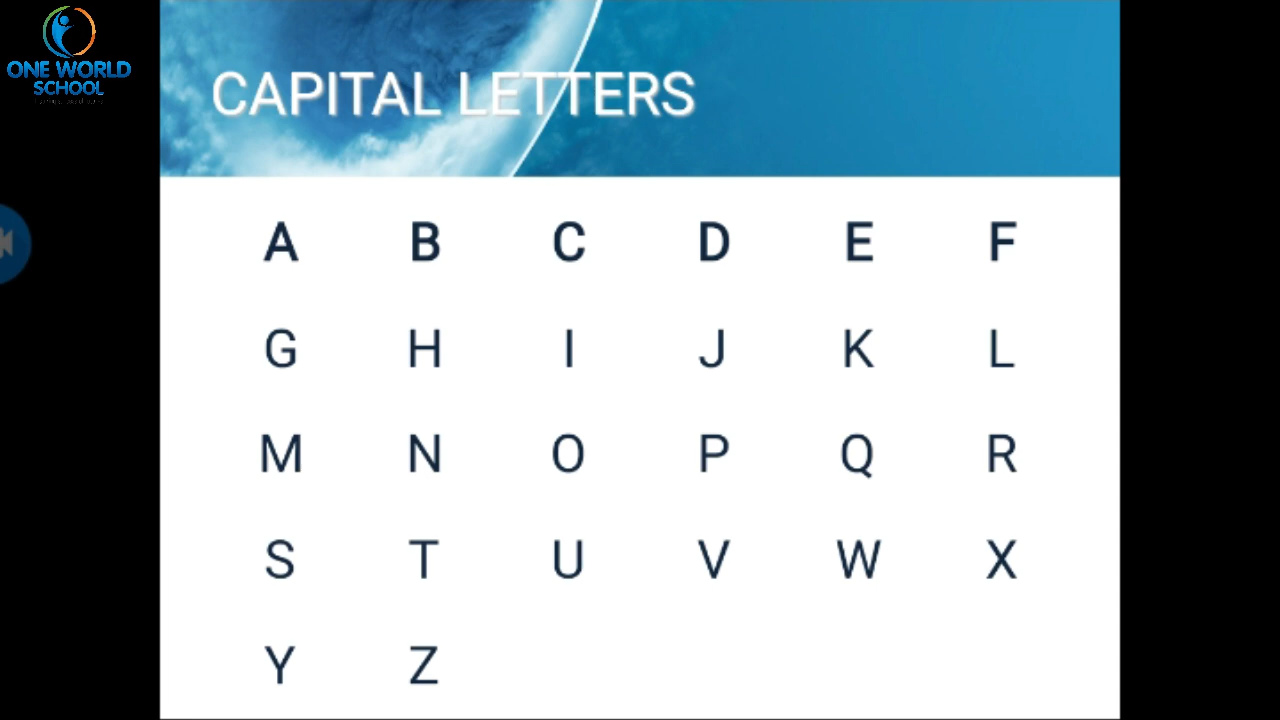 ONE WORLD
SCHOOL
CAPITAL LETTERS
A B C D E F
G H I J K L
M N O P Q R
S T U V W X
Y Z